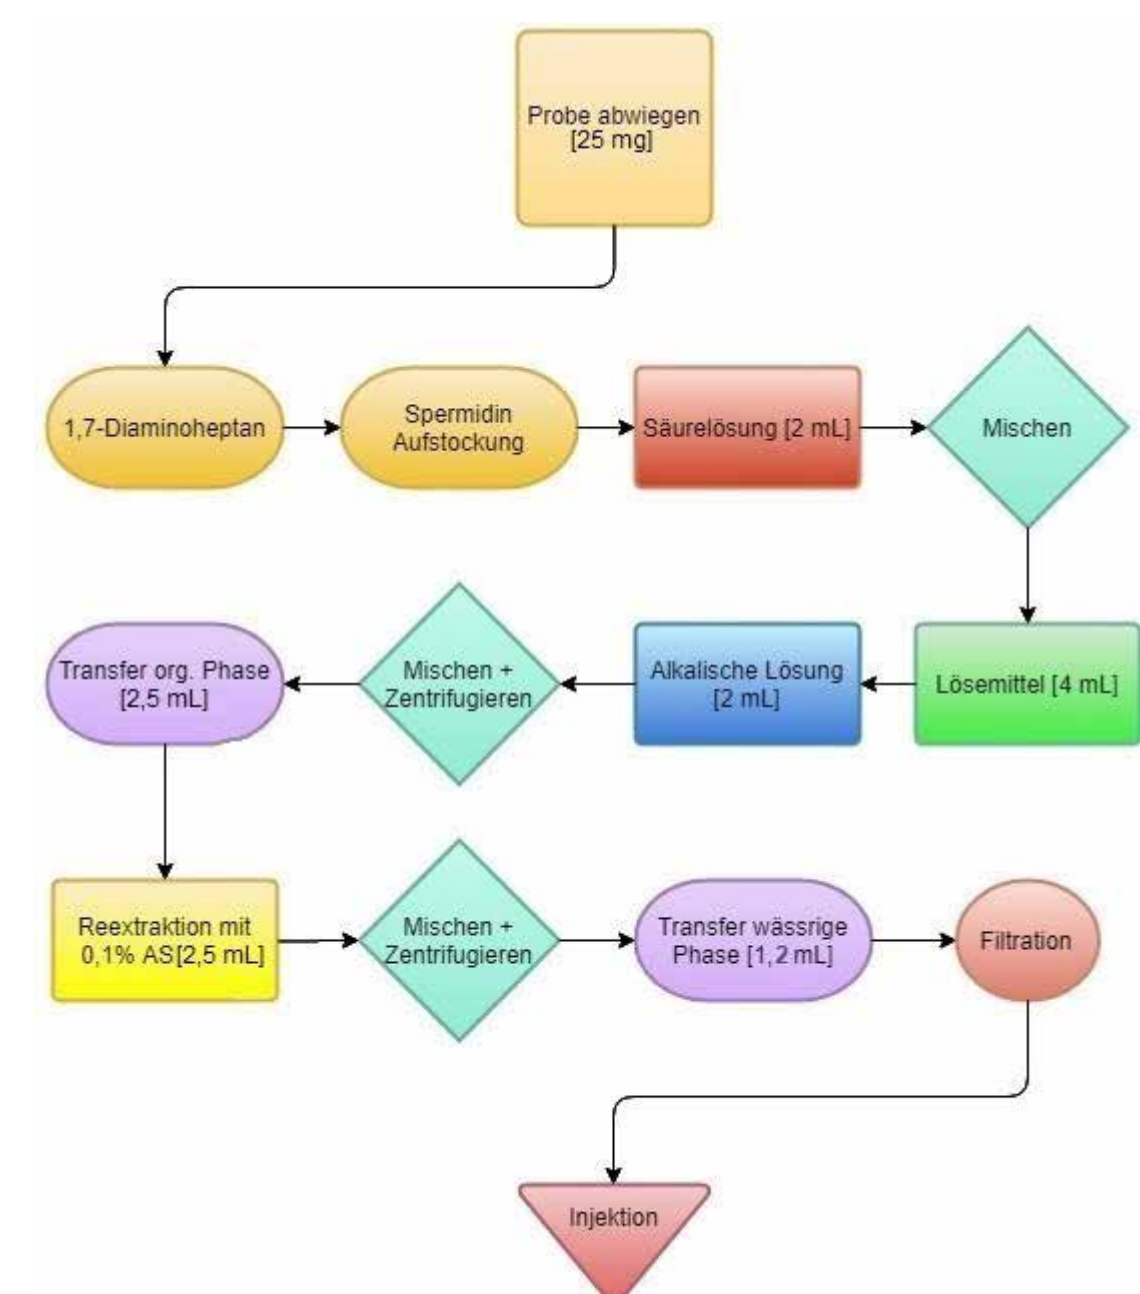 Probe abwiegen
[25 mg]
1,7-Diaminoheptan
Spermidin
Aufstockung
Säurelösung [2 mL]
Mischen
Lösemittel [4 mL]
Alkalische Lösung
[2 mL]
Mischen +
Zentrifugieren
Transfer org. Phase
[2,5 mL]
Reextraktion mit
0,1% AS[2,5 mL]
Mischen +
Zentrifugieren
Transfer wässrige
Phase [1,2 mL]
Filtration
Injektion